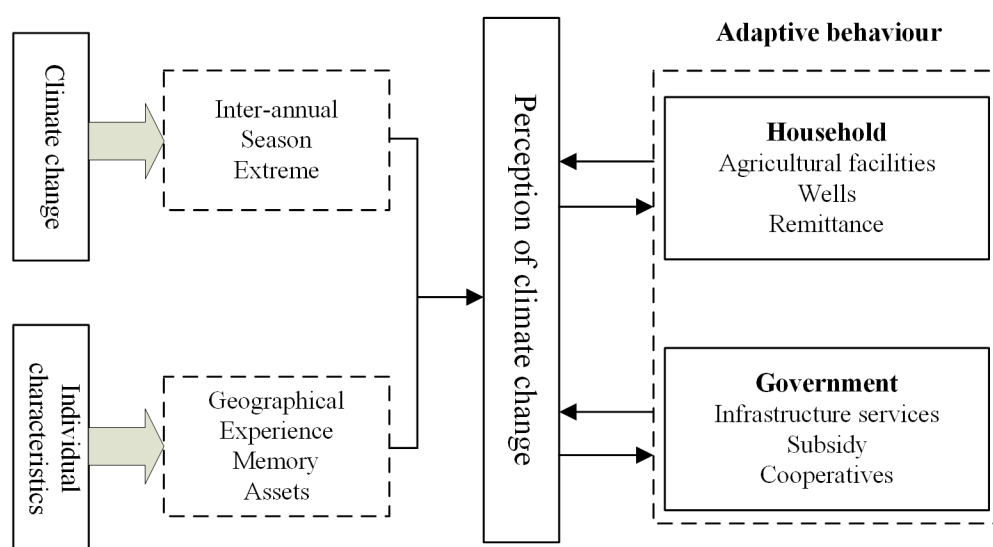 Climate change
Inter-annual
Season
Extreme
Individual
characteristics
Geographical
Experience
Memory
Assets
Perception of climate change
Adaptive behaviour
Household
Agricultural facilities
Wells
Remittance
Government
Infrastructure services
Subsidy
Cooperatives